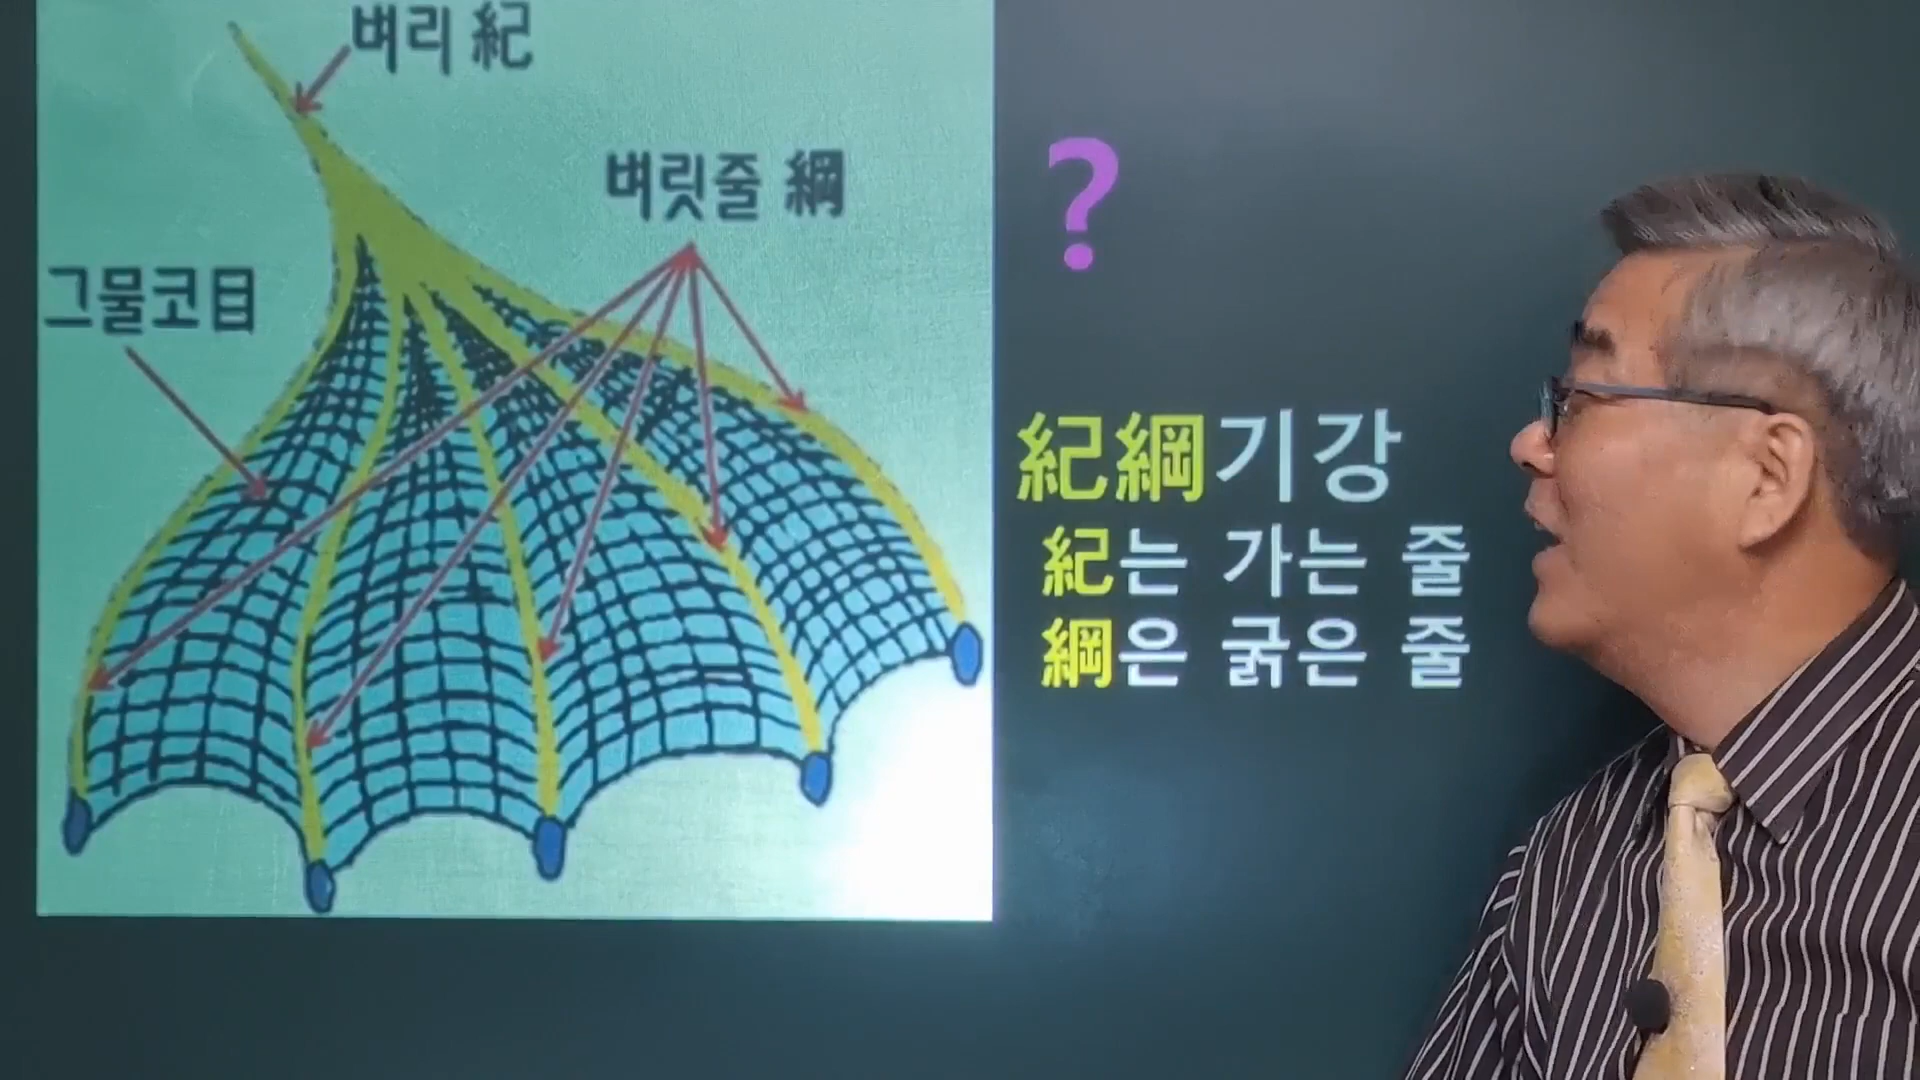 벼리 紀
벼릿줄 綱
그물코目
?
紀綱기강
紀는 가는 줄
綱은 굵은 줄